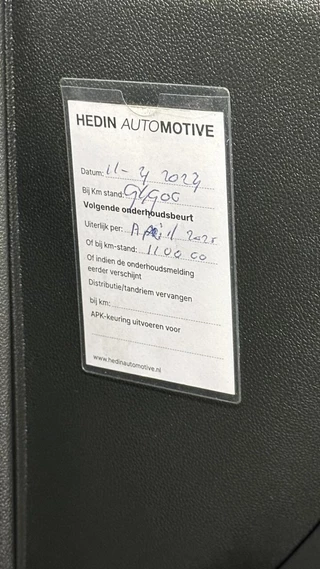 HEDIN AUTOMOTIVE
Datum: 11-4 2024
Bij Km stand:
Volgende onderhoudsbeurt
Uiterlijk per: April 2025
Of bij km-stand: 110000
Of indien de onderhoudsmelding
eerder verschijnt
Distributie/tandriem vervangen
bij km:
APK-keuring uitvoeren voor
www.hedinautomotive.nl